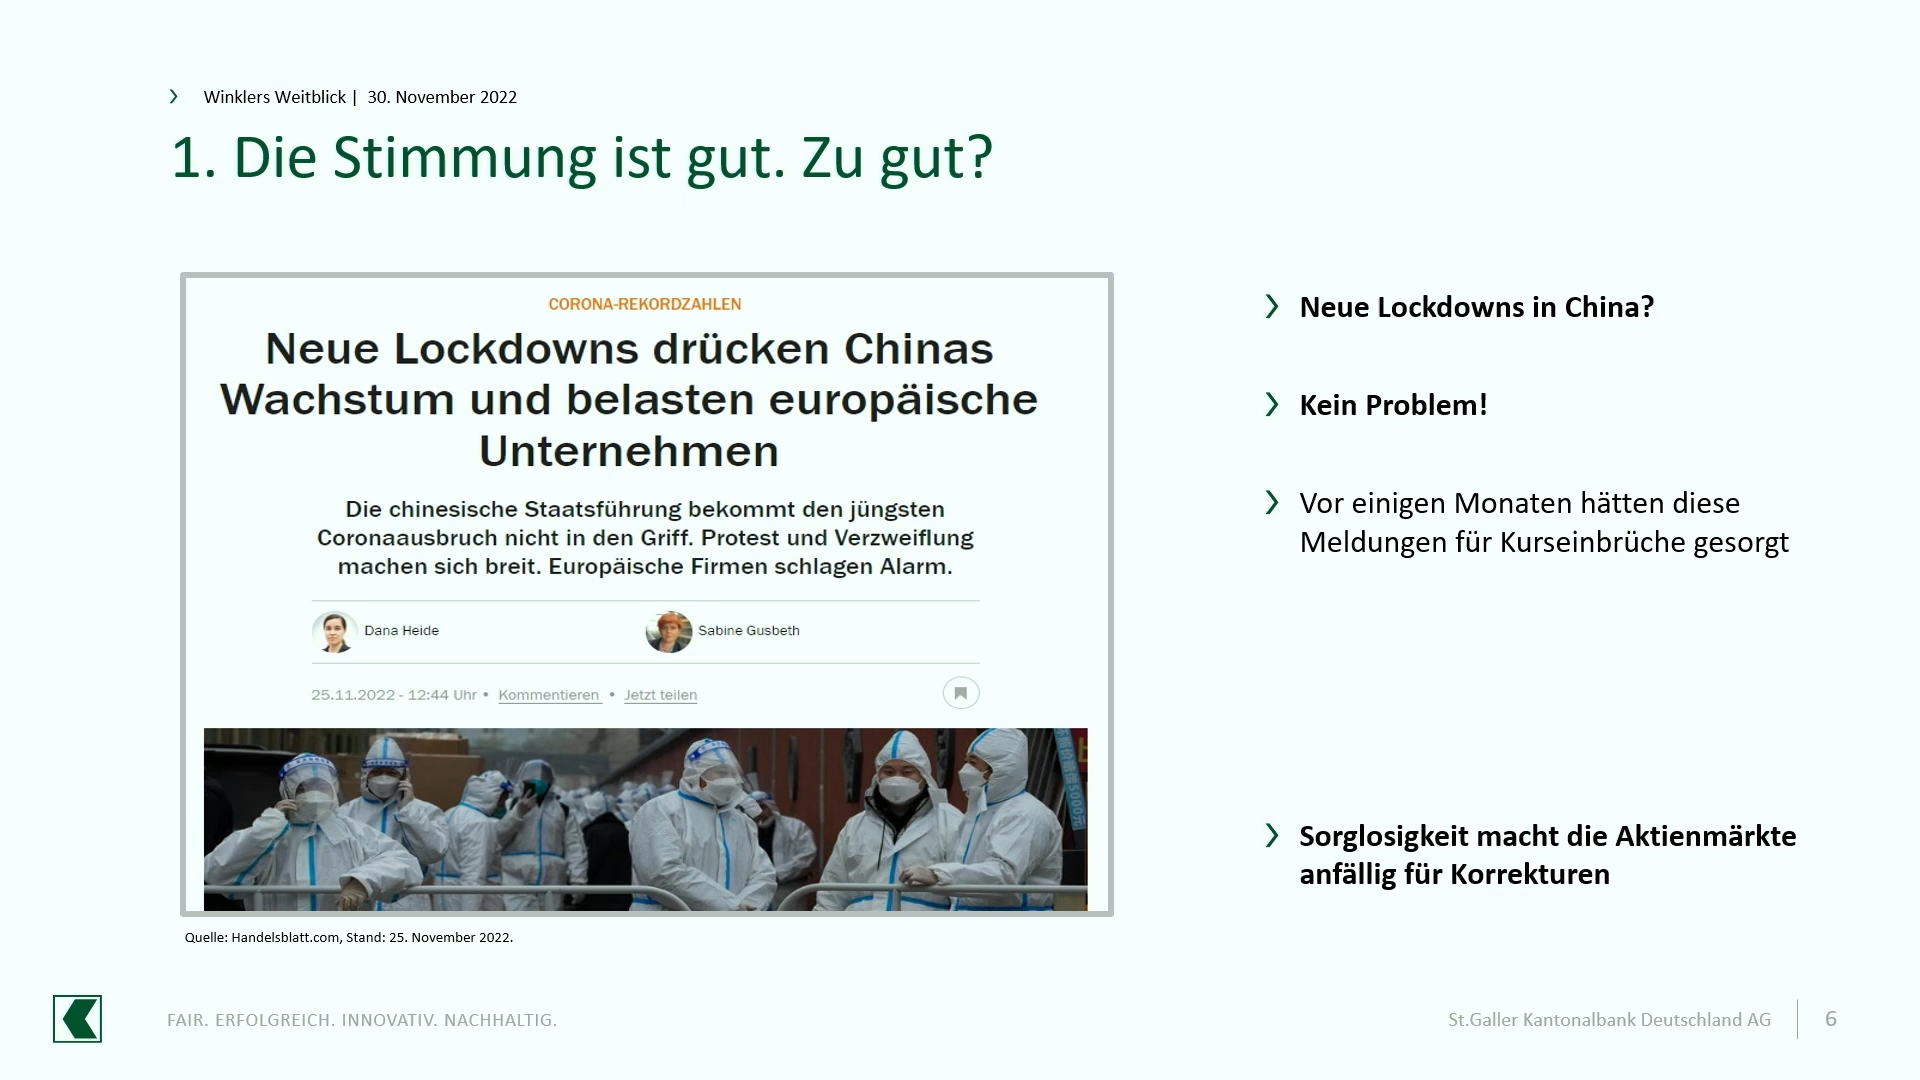 Winklers Weitblick | 30. November 2022
1. Die Stimmung ist gut. Zu gut?
CORONA-REKORDZAHLEN
Neue Lockdowns drücken Chinas
Wachstum und belasten europäische
Unternehmen
Die chinesische Staatsführung bekommt den jüngsten
Coronaausbruch nicht in den Griff. Protest und Verzweiflung
machen sich breit. Europäische Firmen schlagen Alarm.
Dana Heide
Sabine Gusbeth
25.11.2022 - 12:44 Uhr • Kommentieren • Jetzt teilen
Quelle: Handelsblatt.com, Stand: 25. November 2022.
Neue Lockdowns in China?
Kein Problem!
Vor einigen Monaten hätten diese
Meldungen für Kurseinbrüche gesorgt
Sorglosigkeit macht die Aktienmärkte
anfällig für Korrekturen
FAIR. ERFOLGREICH. INNOVATIV. NACHHALTIG.
St.Galler Kantonalbank Deutschland AG
6